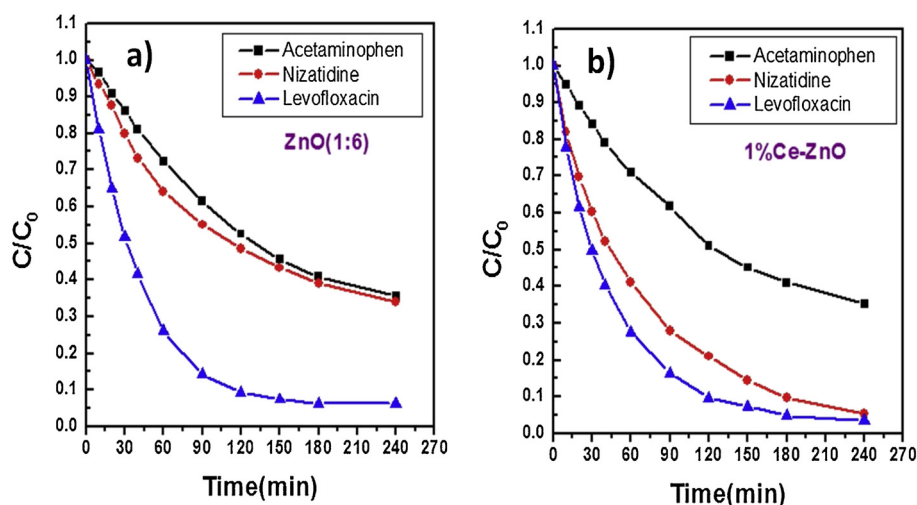 a)
Acetaminophen
Nizatidine
Levofloxacin
ZnO(1:6)
1.1
1.0
0.9
0.8
0.7
0.6
0.5
0.4
0.3
0.2
0.1
0.0
C/C₀
0 30 60 90 120 150 180 210 240 270
Time(min)
b)
Acetaminophen
Nizatidine
Levofloxacin
1%Ce-ZnO
1.1
1.0
0.9
0.8
0.7
0.6
0.5
0.4
0.3
0.2
0.1
0.0
C/C₀
0 30 60 90 120 150 180 210 240 270
Time(min)